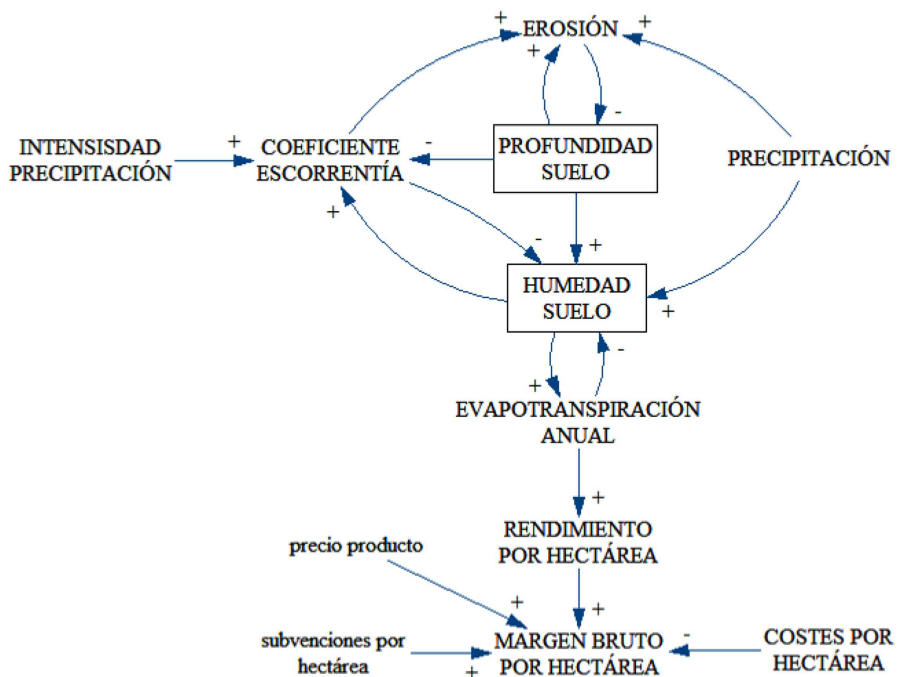 EROSIÓN
+
+
+
-
INTENSISDAD
PRECIPITACIÓN
+
COEFICIENTE
ESCORRENTÍA
-
PROFUNDIDAD
SUELO
PRECIPITACIÓN
+
-
+
HUMEDAD
SUELO
+
+
-
EVAPOTRANSPIRACIÓN
ANUAL
+
RENDIMIENTO
POR HECTÁREA
precio producto
+
+
subvenciones por
hectárea
+
MARGEN BRUTO
POR HECTÁREA
-
COSTES POR
HECTÁREA